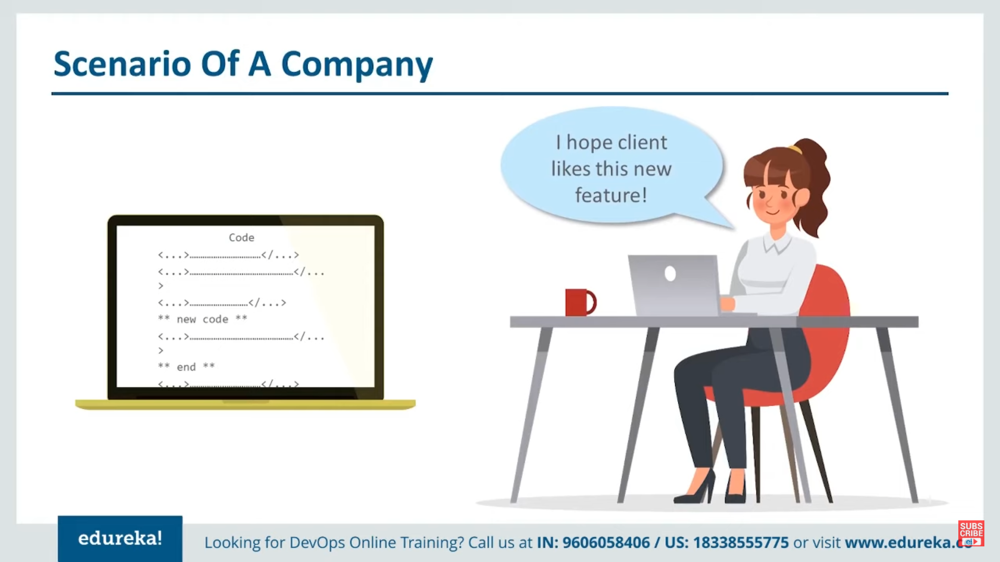 Scenario Of A Company
I hope client
likes this new
feature!
Code
<...>................................</...>
<...>...............................................</...
>
<...>..........................</...>
** new code **
<...>...............................................</...
>
** end **
<...>................................</...>
edureka!
Looking for DevOps Online Training? Call us at IN: 9606058406 / US: 18338555775 or visit www.edureka.co
SUBS
CRIBE
e!